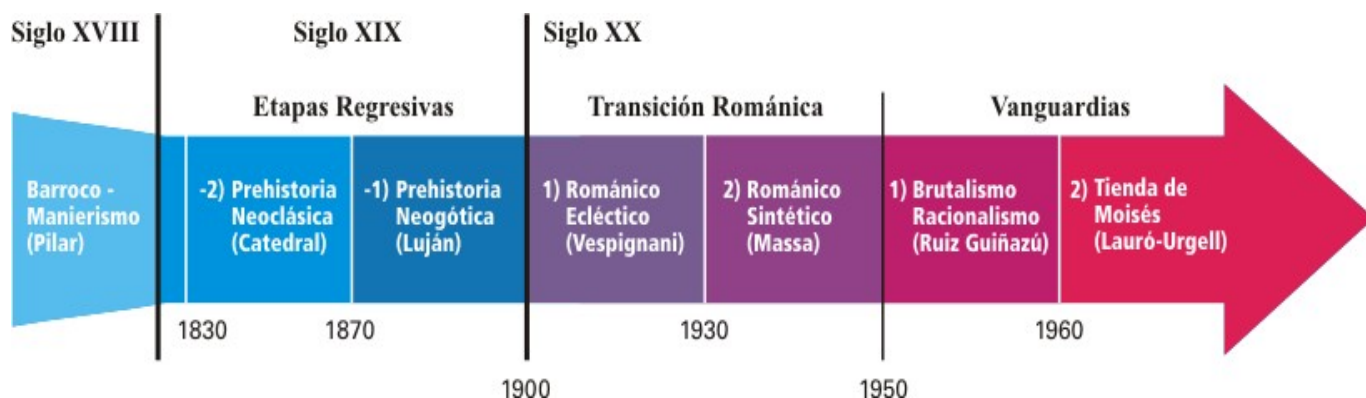 Siglo XVIII
Siglo XIX
Siglo XX
Etapas Regresivas
Transición Románica
Vanguardias
Barroco -
Manierismo
(Pilar)
-2) Prehistoria
Neoclásica
(Catedral)
-1) Prehistoria
Neogótica
(Luján)
1) Románico
Ecléctico
(Vespignani)
2) Románico
Sintético
(Massa)
1) Brutalismo
Racionalismo
(Ruiz Guiñazú)
2) Tienda de
Moisés
(Lauró-Urgell)
1830
1870
1930
1960
1900
1950